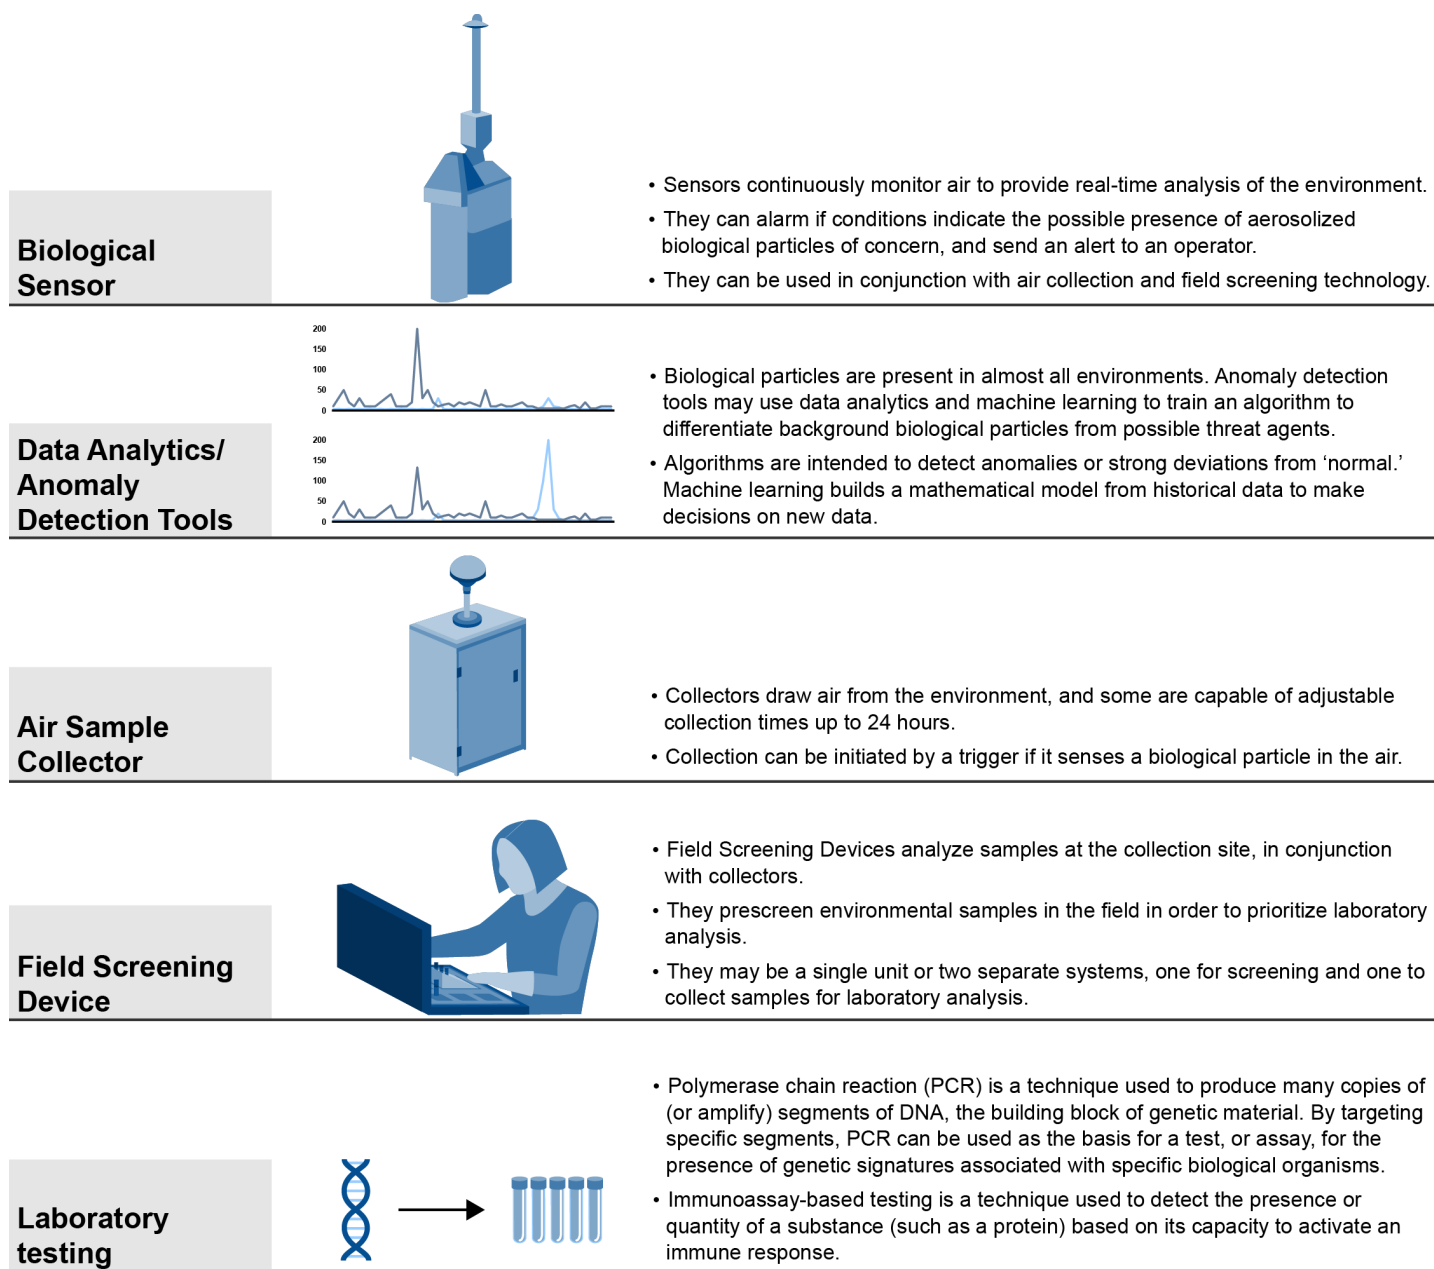 Biological
Sensor
• Sensors continuously monitor air to provide real-time analysis of the environment.
• They can alarm if conditions indicate the possible presence of aerosolized
biological particles of concern, and send an alert to an operator.
• They can be used in conjunction with air collection and field screening technology.
Data Analytics/
Anomaly
Detection Tools
200
150
100
50
0
200
150
100
50
0
• Biological particles are present in almost all environments. Anomaly detection
tools may use data analytics and machine learning to train an algorithm to
differentiate background biological particles from possible threat agents.
• Algorithms are intended to detect anomalies or strong deviations from ‘normal.’
Machine learning builds a mathematical model from historical data to make
decisions on new data.
Air Sample
Collector
• Collectors draw air from the environment, and some are capable of adjustable
collection times up to 24 hours.
• Collection can be initiated by a trigger if it senses a biological particle in the air.
Field Screening
Device
• Field Screening Devices analyze samples at the collection site, in conjunction
with collectors.
• They prescreen environmental samples in the field in order to prioritize laboratory
analysis.
• They may be a single unit or two separate systems, one for screening and one to
collect samples for laboratory analysis.
Laboratory
testing
• Polymerase chain reaction (PCR) is a technique used to produce many copies of
(or amplify) segments of DNA, the building block of genetic material. By targeting
specific segments, PCR can be used as the basis for a test, or assay, for the
presence of genetic signatures associated with specific biological organisms.
• Immunoassay-based testing is a technique used to detect the presence or
quantity of a substance (such as a protein) based on its capacity to activate an
immune response.